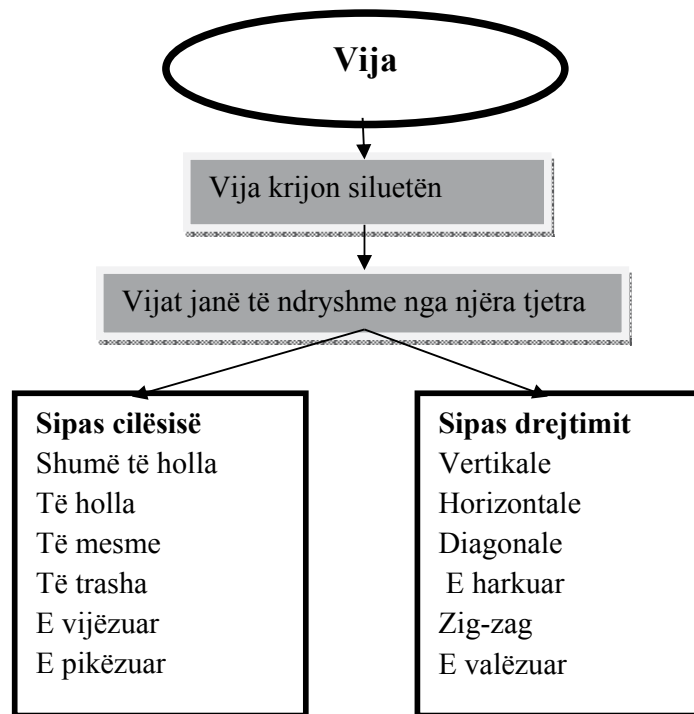 Vija
Vija krijon siluetën
Vijat janë të ndryshme nga njëra tjetra
Sipas cilësisë
Shumë të holla
Të holla
Të mesme
Të trasha
E vijëzuar
E pikëzuar
Sipas drejtimit
Vertikale
Horizontale
Diagonale
E harkuar
Zig-zag
E valëzuar